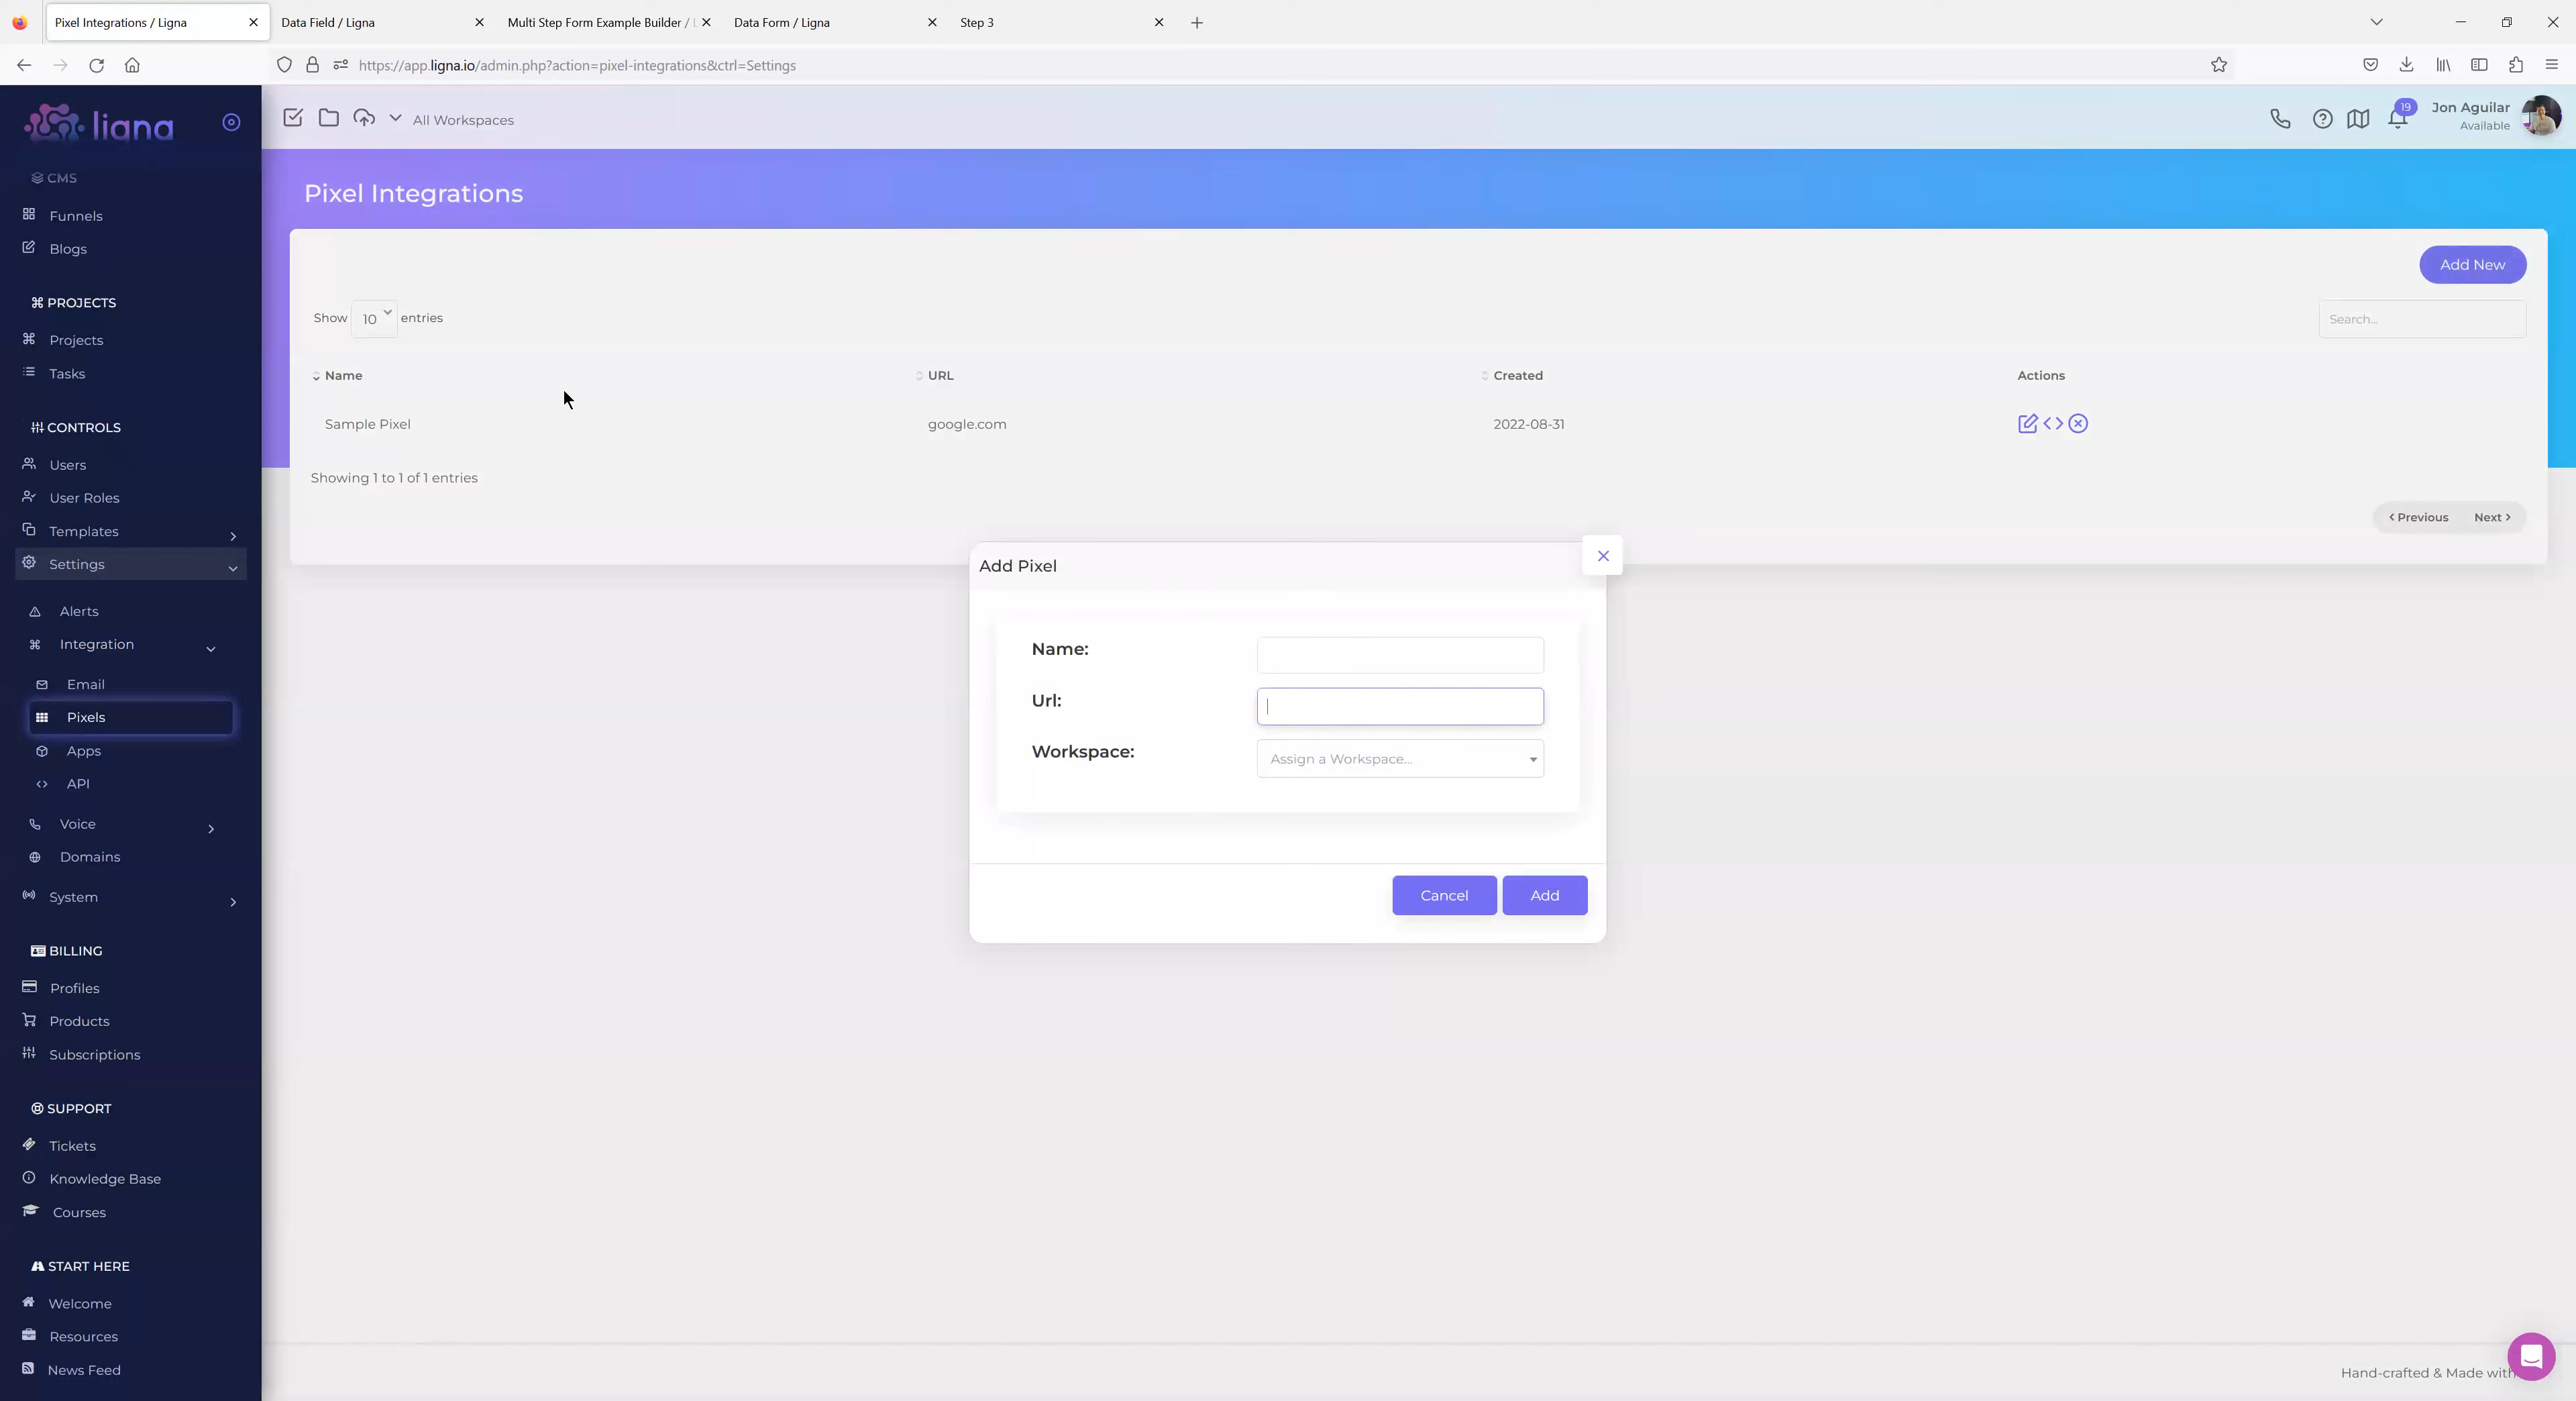 Pixel Integrations / Ligna
Data Field / Ligna
Multi Step Form Example Builder / L
Data Form / Ligna
Step 3
https://app.ligna.io/admin.php?action=pixel-integrations&ctrl=Settings
ligna
All Workspaces
19
Jon Aguilar
Available
CMS
Funnels
Blogs
PROJECTS
Projects
Tasks
CONTROLS
Users
User Roles
Templates
Settings
Alerts
Integration
Email
Pixels
Apps
API
Voice
Domains
System
BILLING
Profiles
Products
Subscriptions
SUPPORT
Tickets
Knowledge Base
Courses
START HERE
Welcome
Resources
News Feed
Pixel Integrations
Add New
Show 10 entries
Search...
Name URL Created Actions
Sample Pixel google.com 2022-08-31
Showing 1 to 1 of 1 entries
Previous Next
Add Pixel
Name:
Url:
Workspace: Assign a Workspace...
Cancel Add
Hand-crafted & Made with